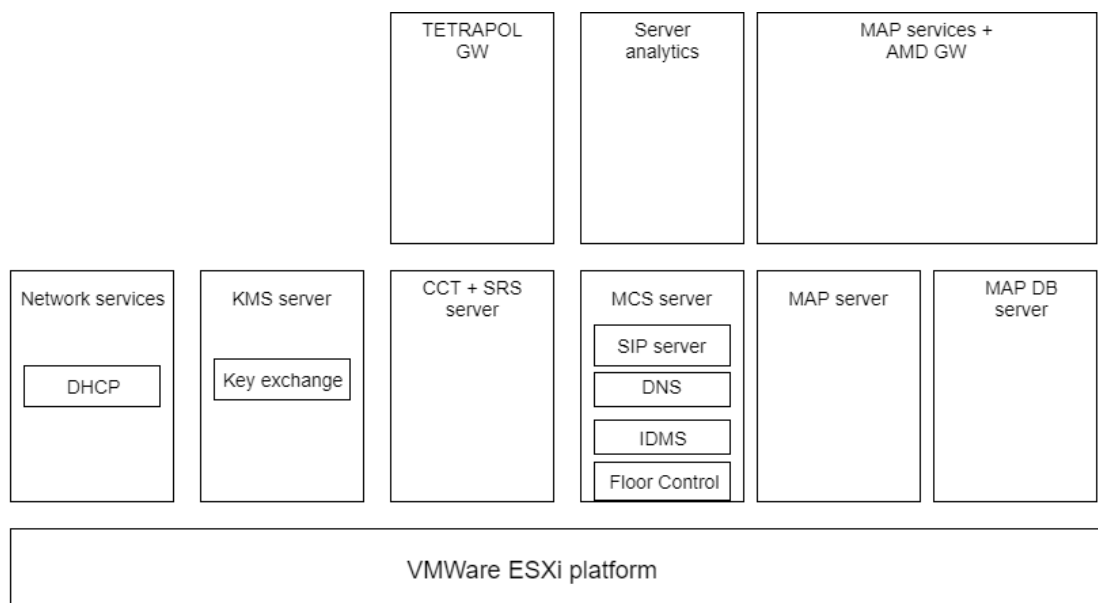 TETRAPOL
GW
Server
analytics
MAP services +
AMD GW
Network services
DHCP
KMS server
Key exchange
CCT + SRS
server
MCS server
SIP server
DNS
IDMS
Floor Control
MAP server
MAP DB
server
VMWare ESXi platform